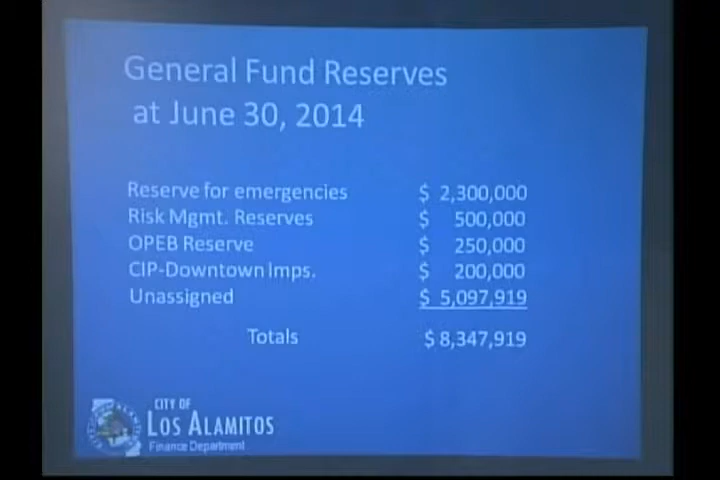 General Fund Reserves
at June 30, 2014
Reserve for emergencies $ 2,300,000
Risk Mgmt. Reserves $ 500,000
OPEB Reserve $ 250,000
CIP-Downtown Imps. $ 200,000
Unassigned $ 5,097,919
Totals $ 8,347,919
CITY OF
LOS ALAMITOS
Finance Department